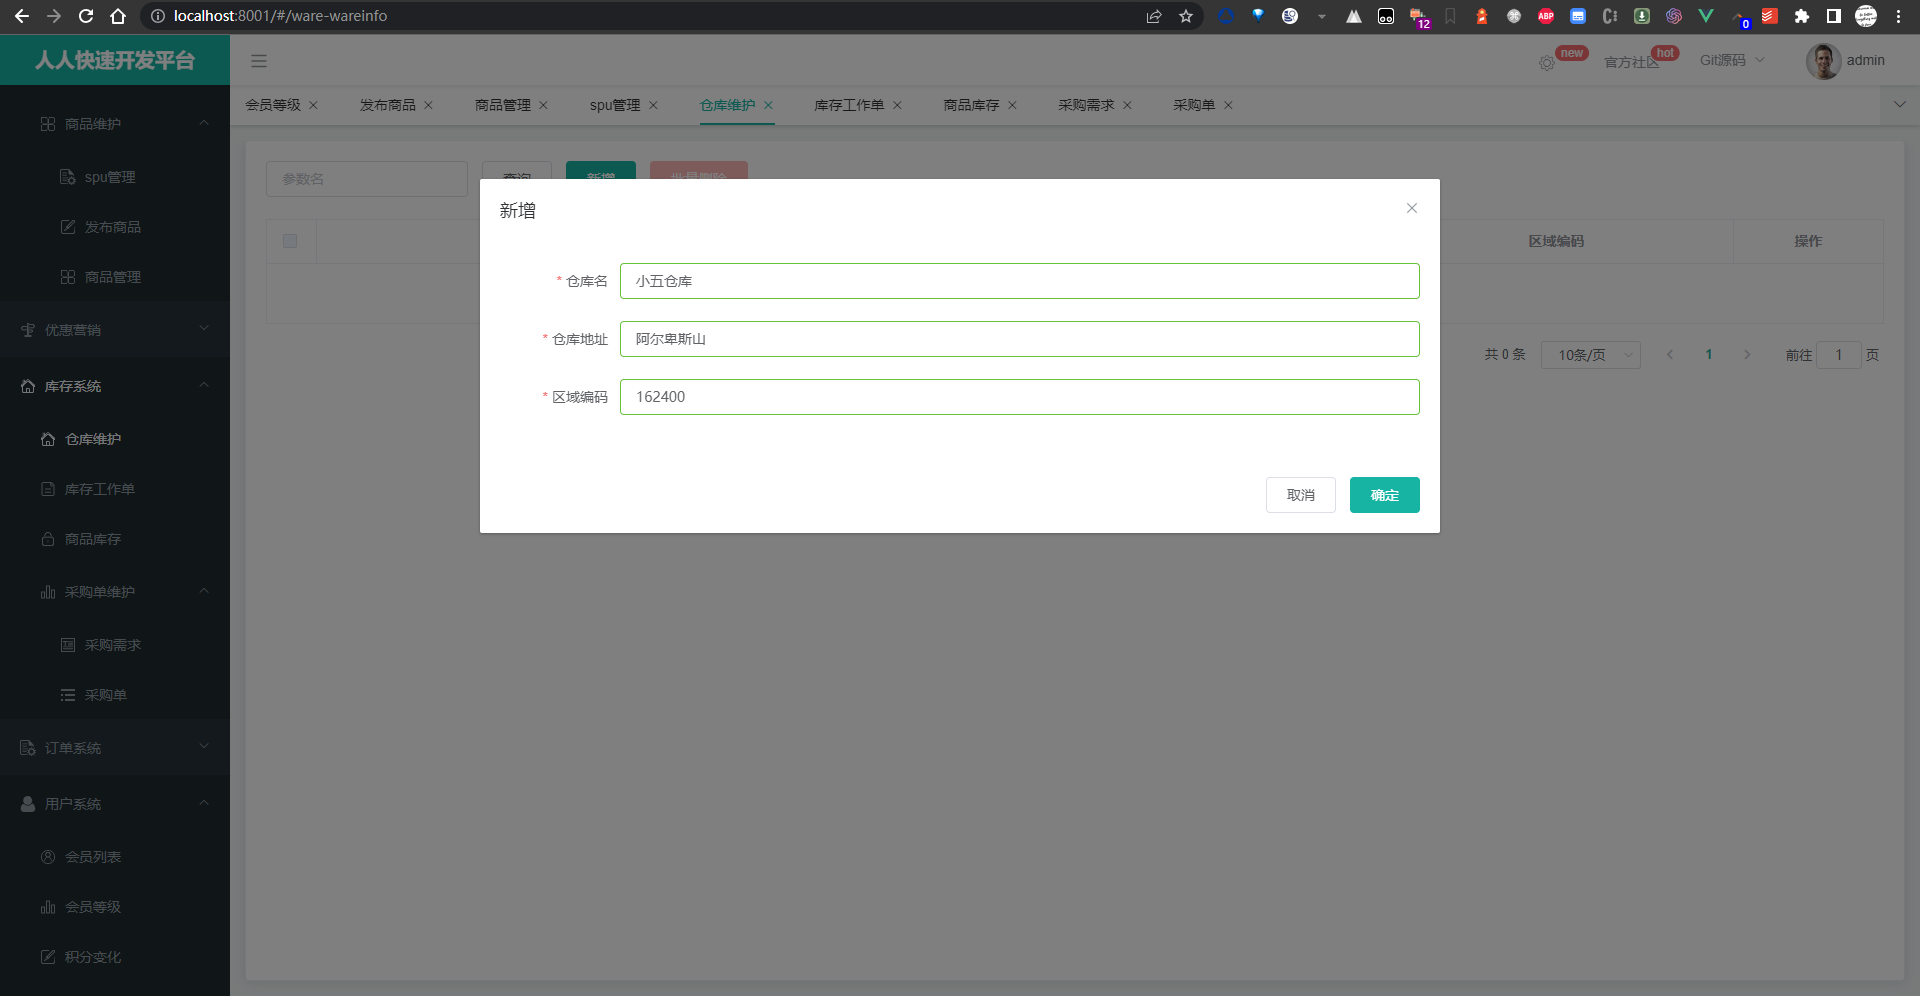 localhost:8001/#/ware-wareinfo
12
ABP
0
人人快速开发平台
new
官方社区
hot
Git源码
admin
会员等级
发布商品
商品管理
spu管理
仓库维护
库存工作单
商品库存
采购需求
采购单
商品维护
spu管理
发布商品
商品管理
优惠营销
库存系统
仓库维护
库存工作单
商品库存
采购单维护
采购需求
采购单
订单系统
用户系统
会员列表
会员等级
积分变化
参数名
查询
新增
批量删除
区域编码
操作
共 0 条
10条/页
1
前往
1
页
新增
* 仓库名
小五仓库
* 仓库地址
阿尔卑斯山
* 区域编码
162400
取消
确定